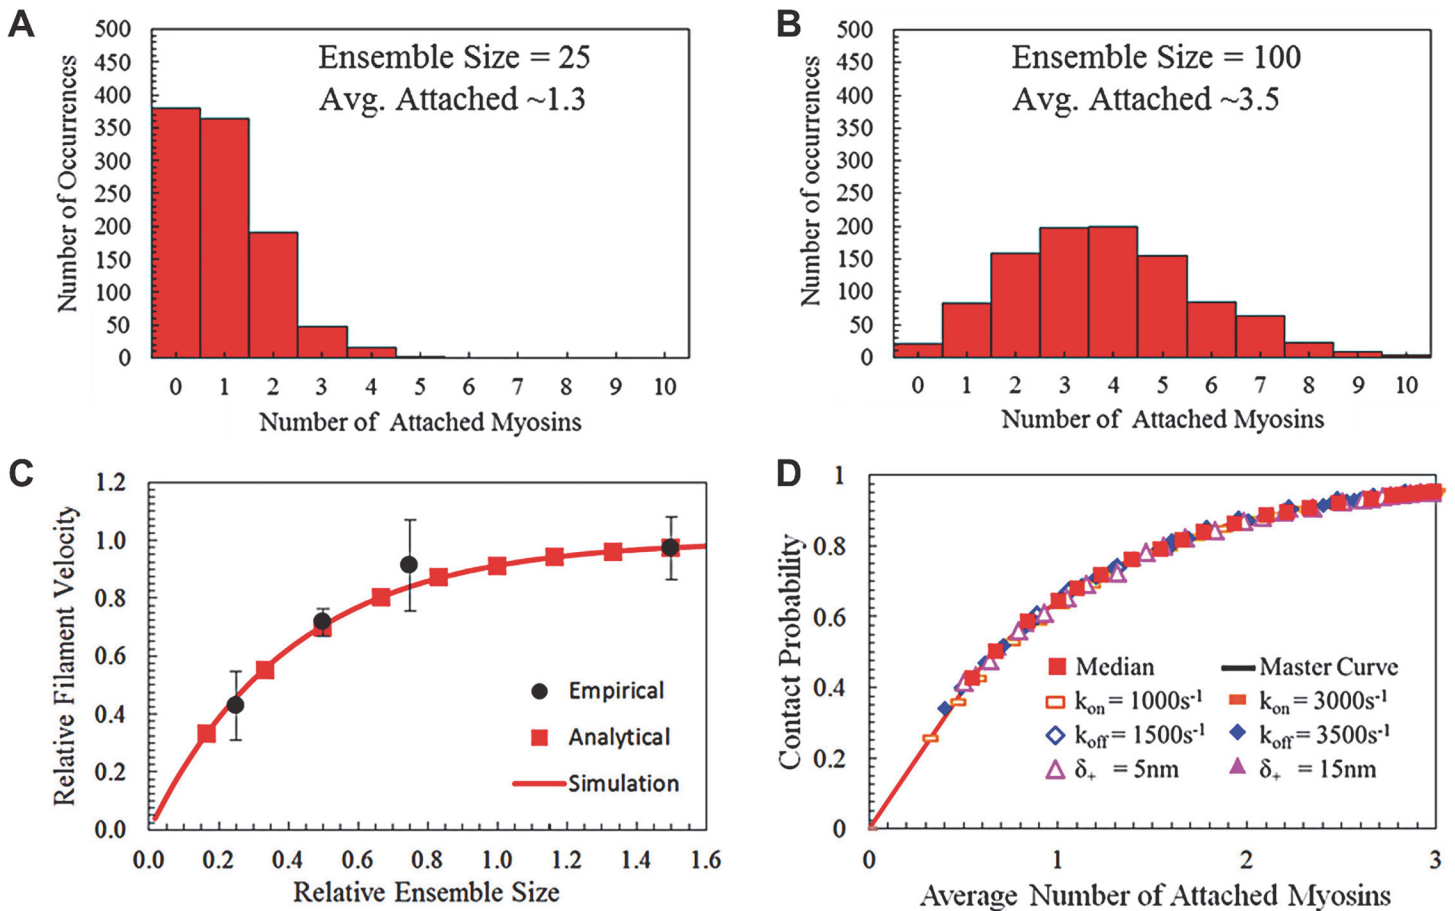 A
500
450
400
350
300
250
200
150
100
50
0
Number of Occurrences
Ensemble Size = 25
Avg. Attached ~1.3
0 1 2 3 4 5 6 7 8 9 10
Number of Attached Myosins
B
500
450
400
350
300
250
200
150
100
50
0
Number of occurrences
Ensemble Size = 100
Avg. Attached ~3.5
0 1 2 3 4 5 6 7 8 9 10
Number of Attached Myosins
C
1.2
1.0
0.8
0.6
0.4
0.2
0.0
Relative Filament Velocity
Empirical
Analytical
Simulation
0.0 0.2 0.4 0.6 0.8 1.0 1.2 1.4 1.6
Relative Ensemble Size
D
1
0.8
0.6
0.4
0.2
0
Contact Probability
Median Master Curve
kon = 1000s-1 kon = 3000s-1
koff = 1500s-1 koff = 3500s-1
δ+ = 5nm δ+ = 15nm
0 1 2 3
Average Number of Attached Myosins